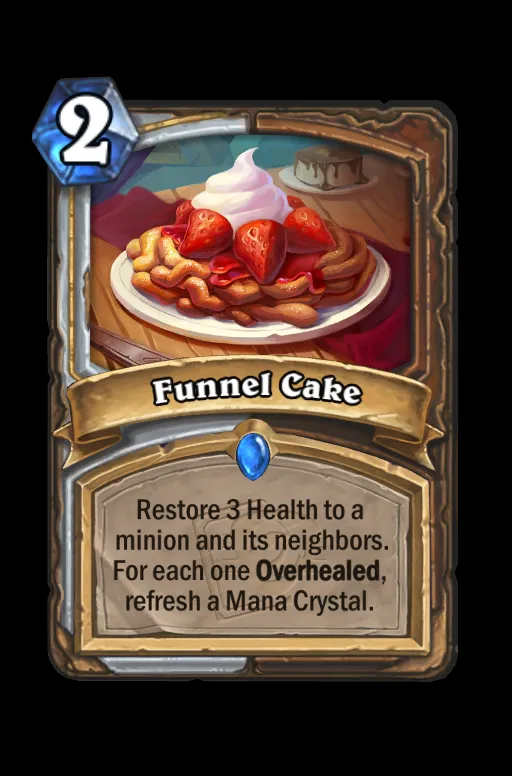 2
Funnel Cake
Restore 3 Health to a
minion and its neighbors.
For each one Overhealed,
refresh a Mana Crystal.